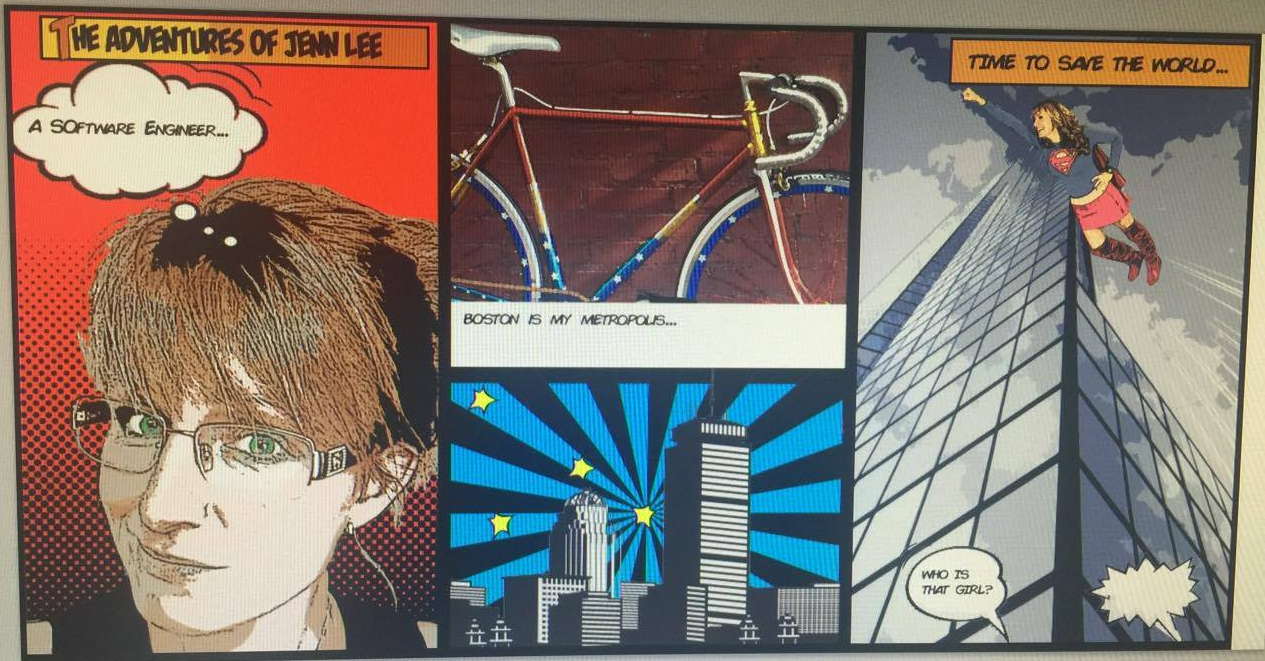 THE ADVENTURES OF JENN LEE
A SOFTWARE ENGINEER...
BOSTON IS MY METROPOLIS...
TIME TO SAVE THE WORLD...
WHO IS
THAT GIRL?